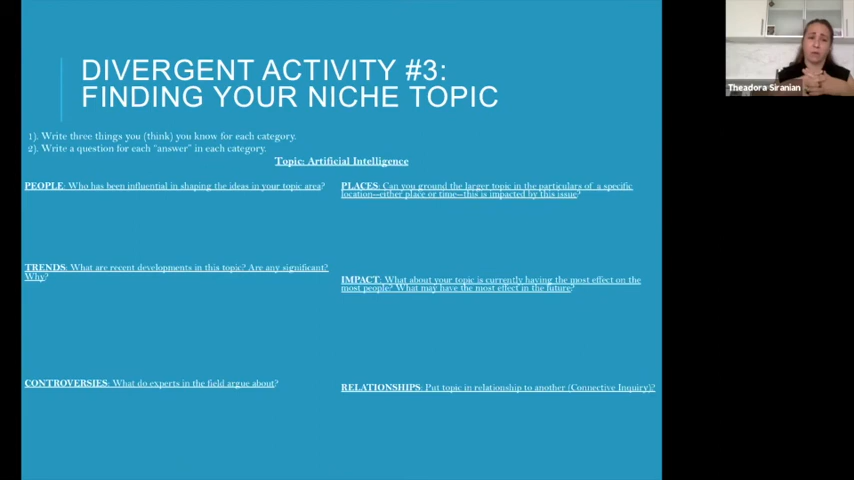 DIVERGENT ACTIVITY #3:
FINDING YOUR NICHE TOPIC
1). Write three things you (think) you know for each category.
2). Write a question for each "answer" in each category.
Topic: Artificial Intelligence
PEOPLE: Who has been influential in shaping the ideas in your topic area?
PLACES: Can you ground the larger topic in the particulars of a specific
location—either place or time—this is impacted by this issue?
TRENDS: What are recent developments in this topic? Are any significant?
Why?
IMPACT: What about your topic is currently having the most effect on the
most people? What may have the most effect in the future?
CONTROVERSIES: What do experts in the field argue about?
RELATIONSHIPS: Put topic in relationship to another (Connective Inquiry)?
Theadora Siranian